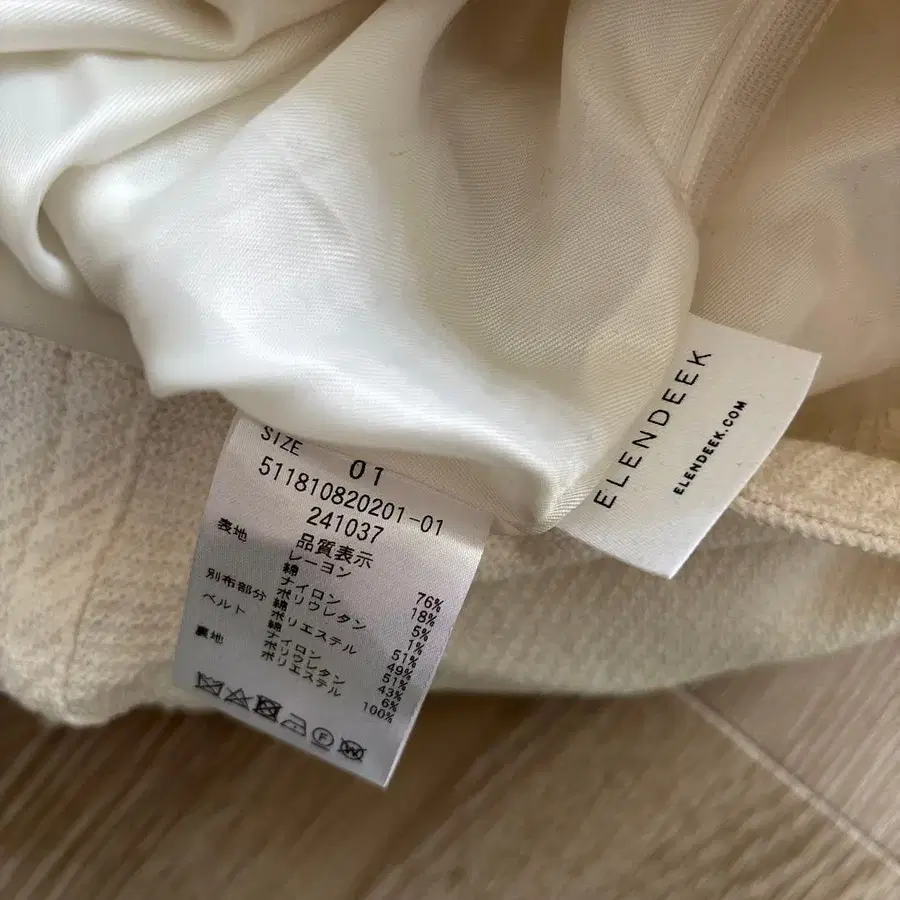 SIZE 01
511810820201-01
241037
品質表示
表地 レーヨン 76%
綿 18%
ナイロン 5%
ポリウレタン 1%
別布部分 綿 51%
ポリエステル 49%
ベルト 綿 51%
ナイロン 43%
ポリウレタン 6%
裏地 ポリエステル 100%
F W
ELENDEEK
ELENDEEK.COM